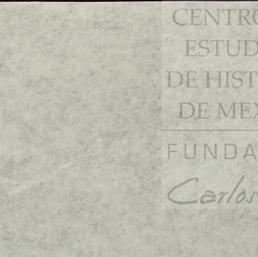 CENTRO
ESTUD
DE HIST
DE MEX
FUNDA
Carlos